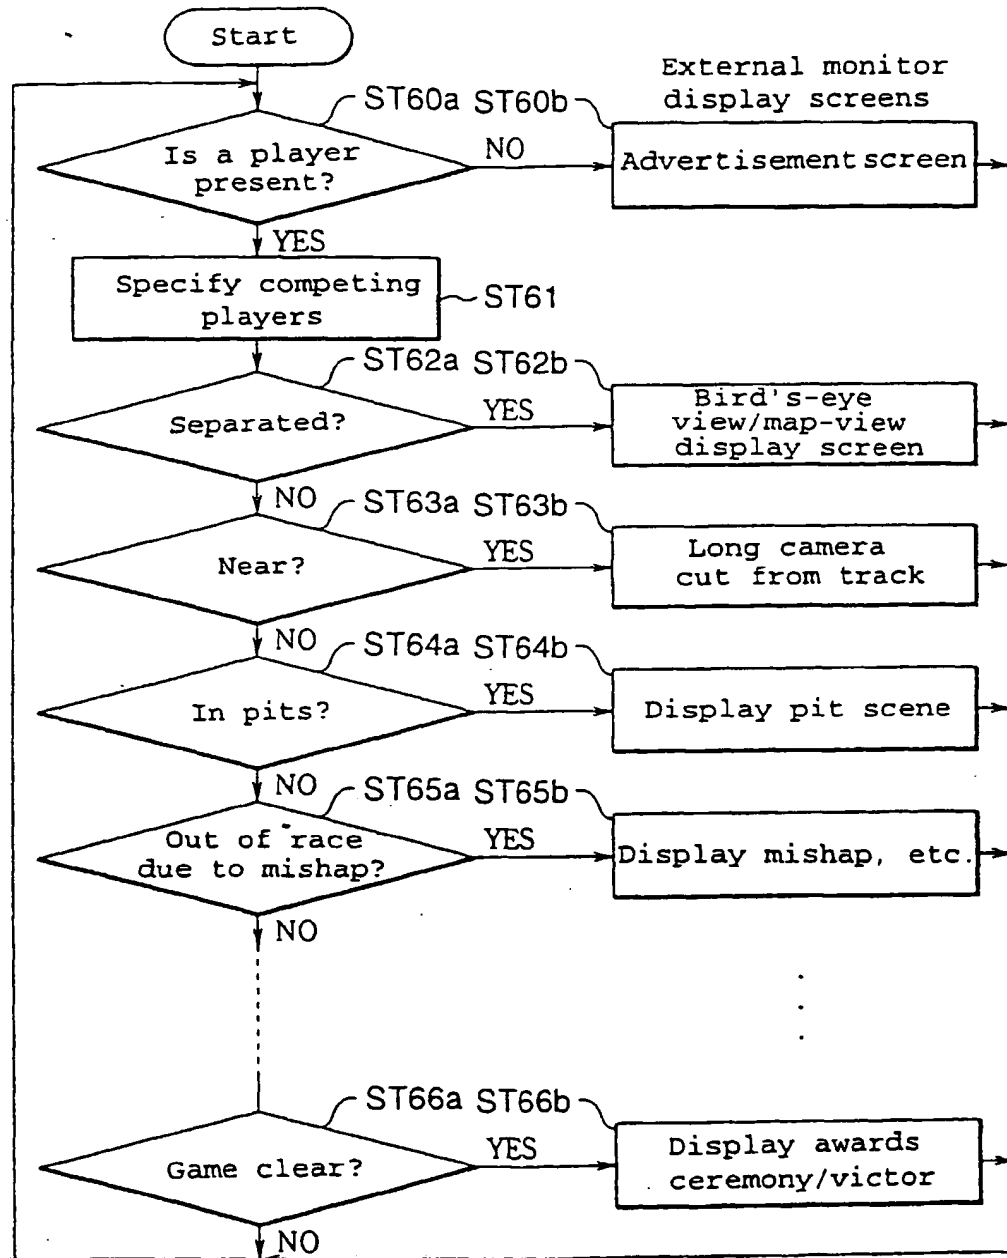 Start
External monitor
display screens
ST60a ST60b
Is a player
present?
NO
Advertisement screen
YES
Specify competing
players
ST61
ST62a ST62b
Separated?
YES
Bird's-eye
view/map-view
display screen
NO
ST63a ST63b
Near?
YES
Long camera
cut from track
NO
ST64a ST64b
In pits?
YES
Display pit scene
NO
ST65a ST65b
Out of race
due to mishap?
YES
Display mishap, etc.
NO
ST66a ST66b
Game clear?
YES
Display awards
ceremony/victor
NO